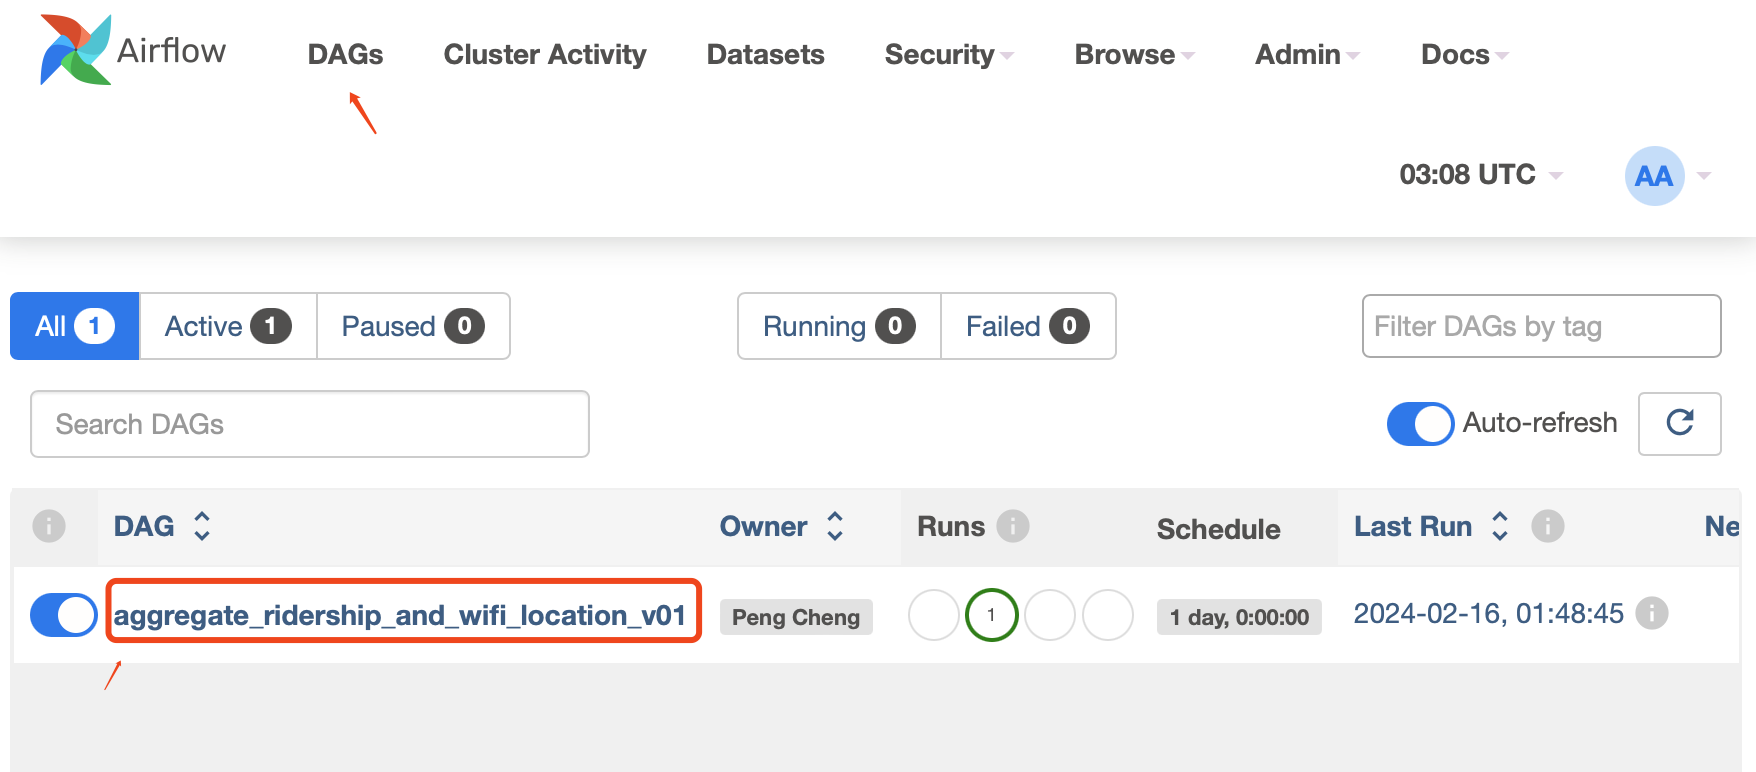 Airflow DAGs Cluster Activity Datasets Security Browse Admin Docs
03:08 UTC AA
All 1 Active 1 Paused 0 Running 0 Failed 0 Filter DAGs by tag
Search DAGs Auto-refresh
i DAG Owner Runs i Schedule Last Run i Ne
aggregate_ridership_and_wifi_location_v01 Peng Cheng 1 1 day, 0:00:00 2024-02-16, 01:48:45 i